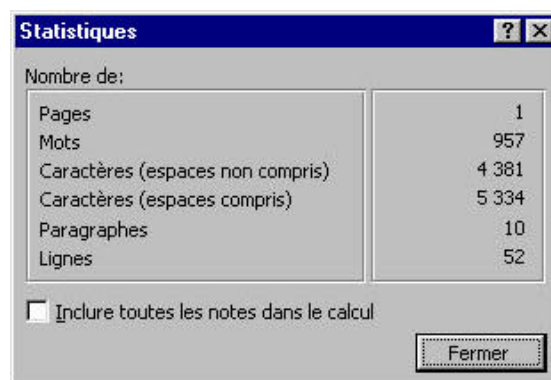 Statistiques
Nombre de:
Pages 1
Mots 957
Caractères (espaces non compris) 4 381
Caractères (espaces compris) 5 334
Paragraphes 10
Lignes 52
Inclure toutes les notes dans le calcul
Fermer